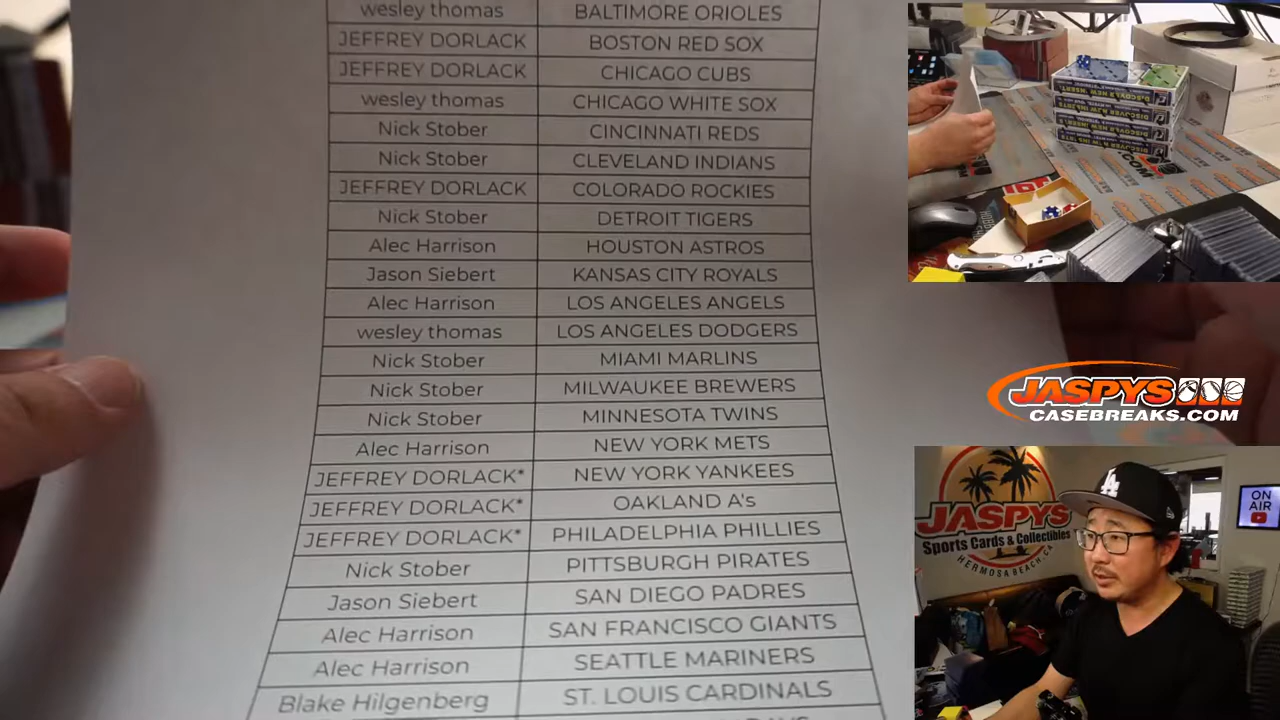 wesley thomas BALTIMORE ORIOLES
JEFFREY DORLACK BOSTON RED SOX
JEFFREY DORLACK CHICAGO CUBS
wesley thomas CHICAGO WHITE SOX
Nick Stober CINCINNATI REDS
Nick Stober CLEVELAND INDIANS
JEFFREY DORLACK COLORADO ROCKIES
Nick Stober DETROIT TIGERS
Alec Harrison HOUSTON ASTROS
Jason Siebert KANSAS CITY ROYALS
Alec Harrison LOS ANGELES ANGELS
wesley thomas LOS ANGELES DODGERS
Nick Stober MIAMI MARLINS
Nick Stober MILWAUKEE BREWERS
Nick Stober MINNESOTA TWINS
Alec Harrison NEW YORK METS
JEFFREY DORLACK* NEW YORK YANKEES
JEFFREY DORLACK* OAKLAND A's
JEFFREY DORLACK* PHILADELPHIA PHILLIES
Nick Stober PITTSBURGH PIRATES
Jason Siebert SAN DIEGO PADRES
Alec Harrison SAN FRANCISCO GIANTS
Alec Harrison SEATTLE MARINERS
Blake Hilgenberg ST. LOUIS CARDINALS
JASPYS
CASEBREAKS.COM
JASPYS
Sports Cards & Collectibles
HERMOSA BEACH, CA
LA
ON
AIR